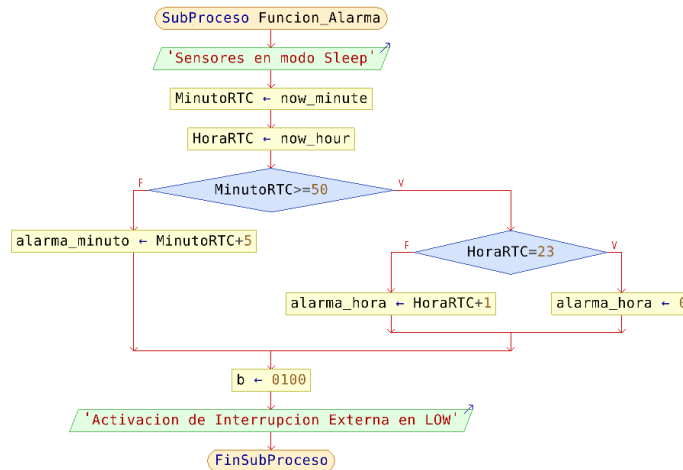 SubProceso Funcion_Alarma
'Sensores en modo Sleep'
MinutoRTC ← now_minute
HoraRTC ← now_hour
MinutoRTC>=50
F
V
alarma_minuto ← MinutoRTC+5
HoraRTC=23
F
V
alarma_hora ← HoraRTC+1
alarma_hora ←
b ← 0100
'Activacion de Interrupcion Externa en LOW'
FinSubProceso